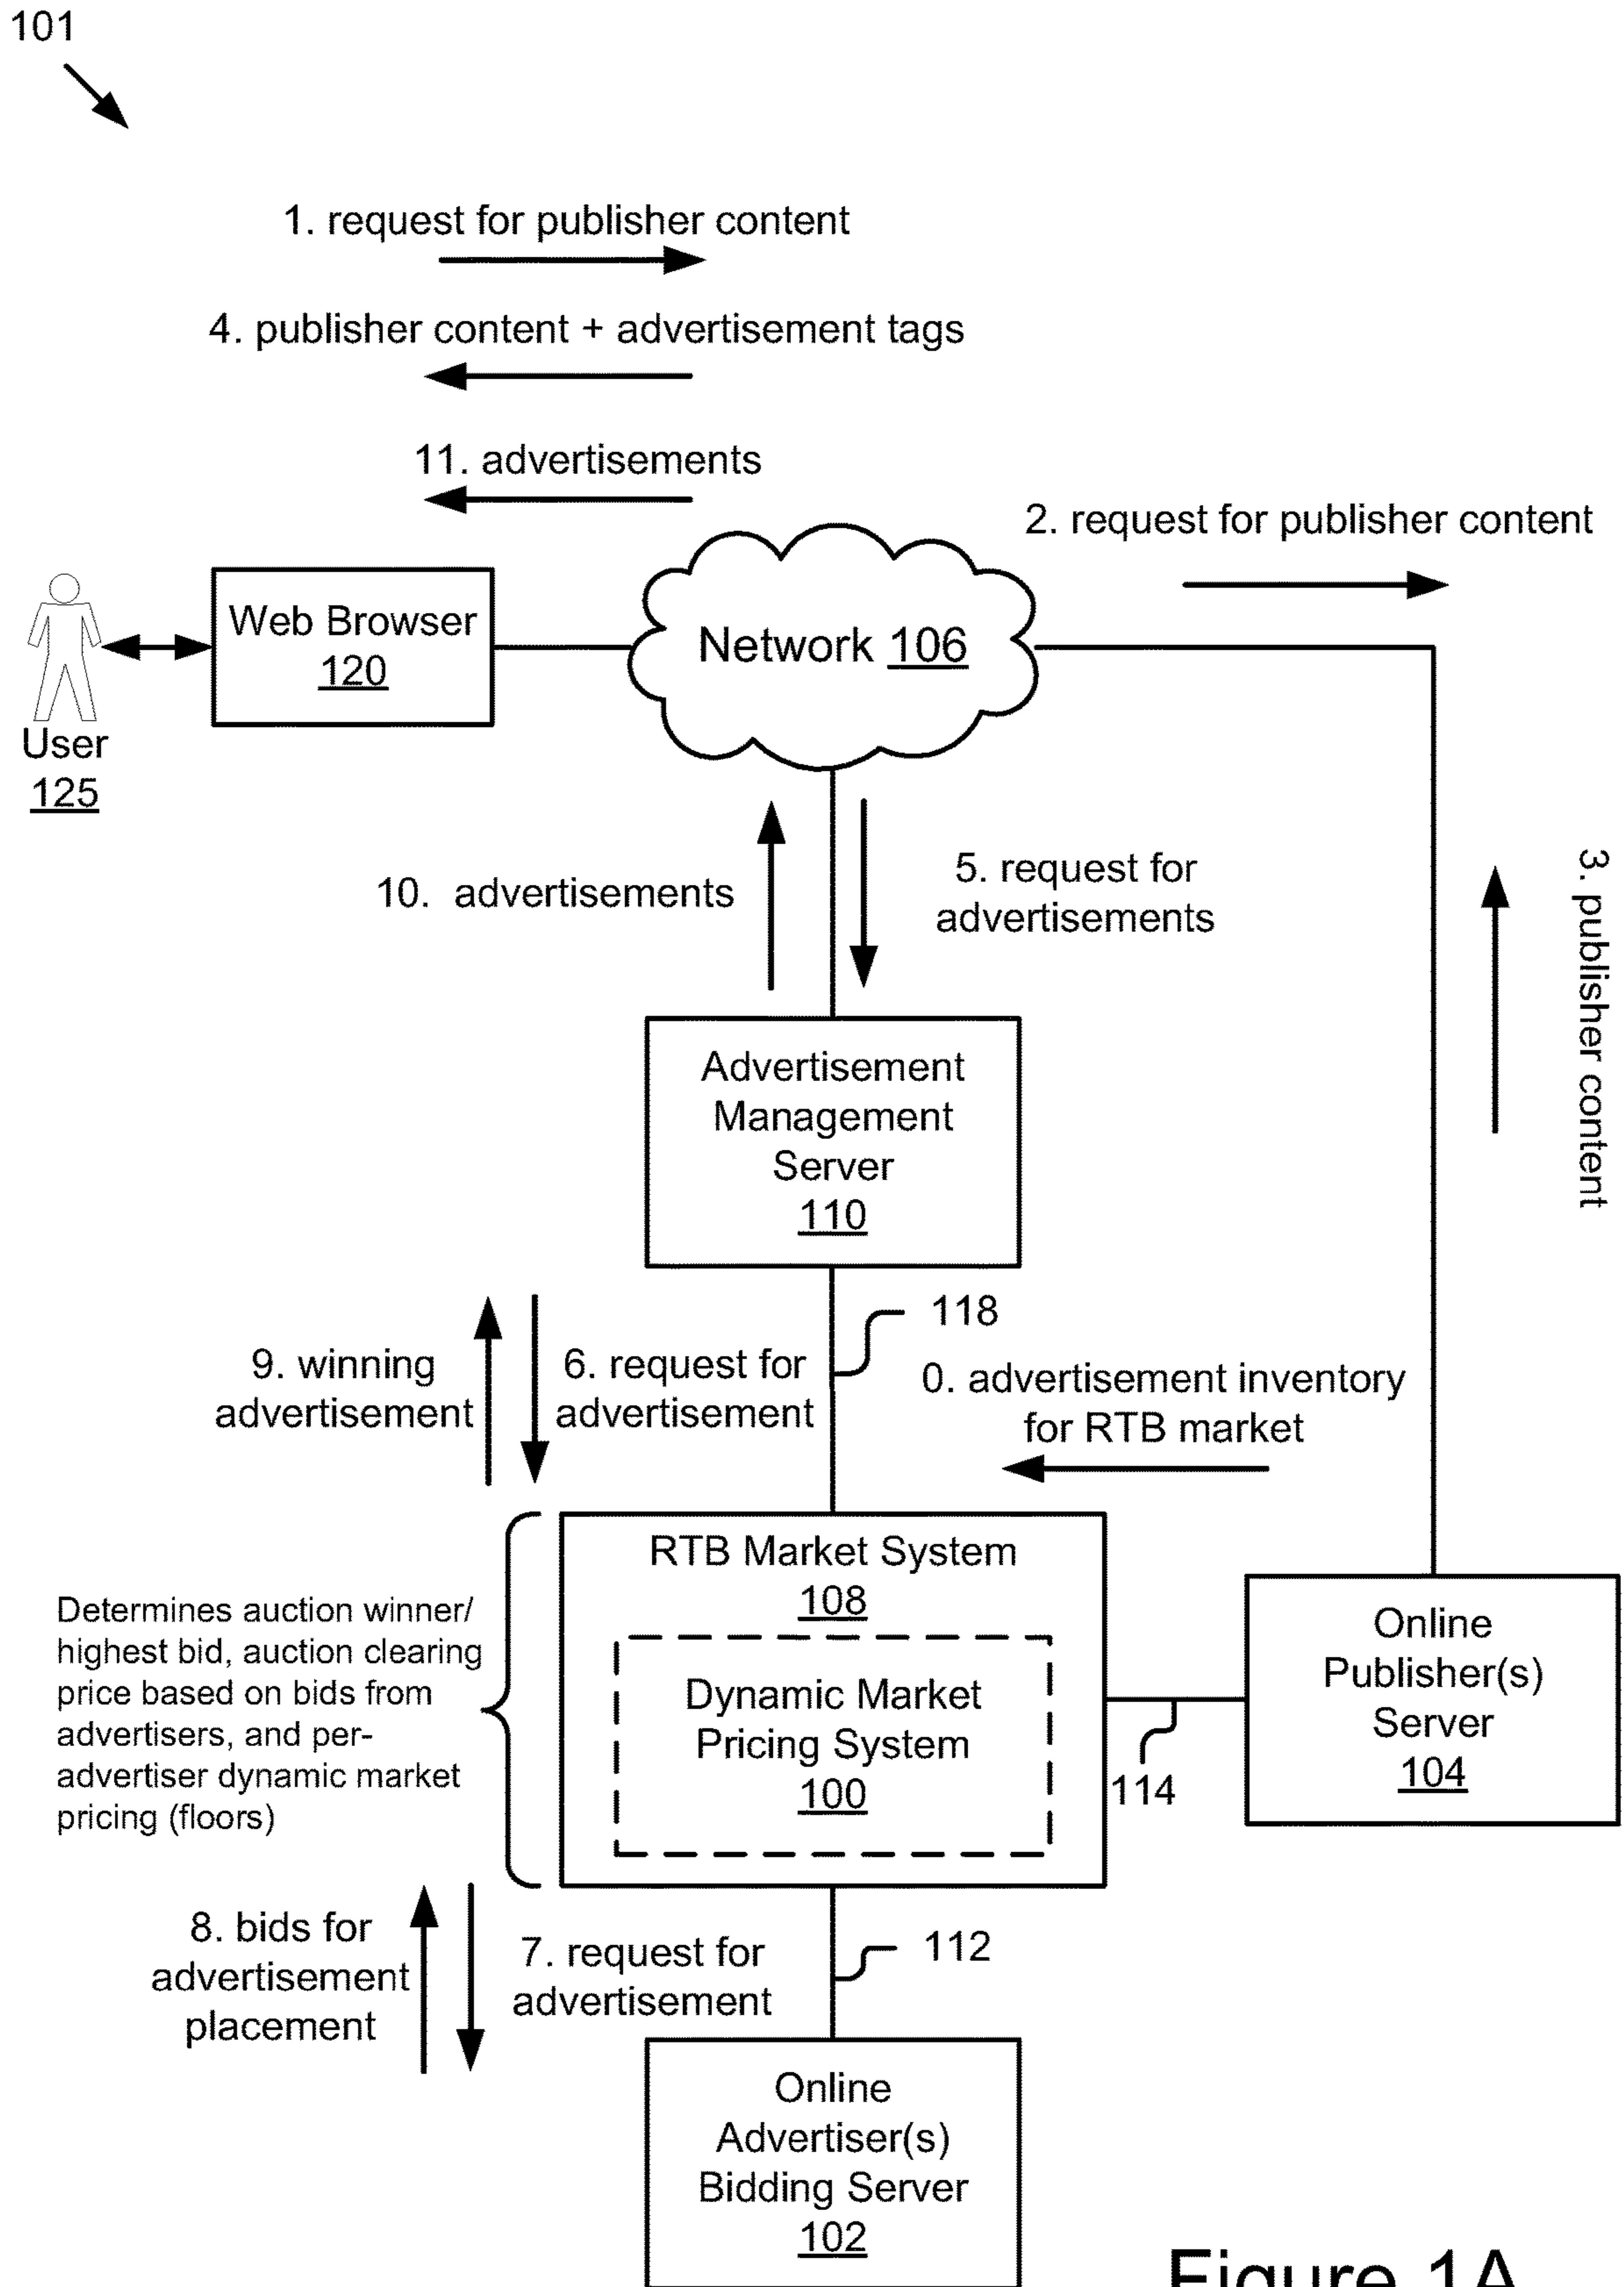 101
1. request for publisher content
4. publisher content + advertisement tags
11. advertisements
2. request for publisher content
Web Browser
120
Network 106
User
125
10. advertisements
5. request for
advertisements
3. publisher content
Advertisement
Management
Server
110
118
9. winning
advertisement
6. request for
advertisement
0. advertisement inventory
for RTB market
RTB Market System
108
Dynamic Market
Pricing System
100
Determines auction winner/
highest bid, auction clearing
price based on bids from
advertisers, and per-
advertiser dynamic market
pricing (floors)
114
Online
Publisher(s)
Server
104
8. bids for
advertisement
placement
7. request for
advertisement
112
Online
Advertiser(s)
Bidding Server
102
Figure 1A